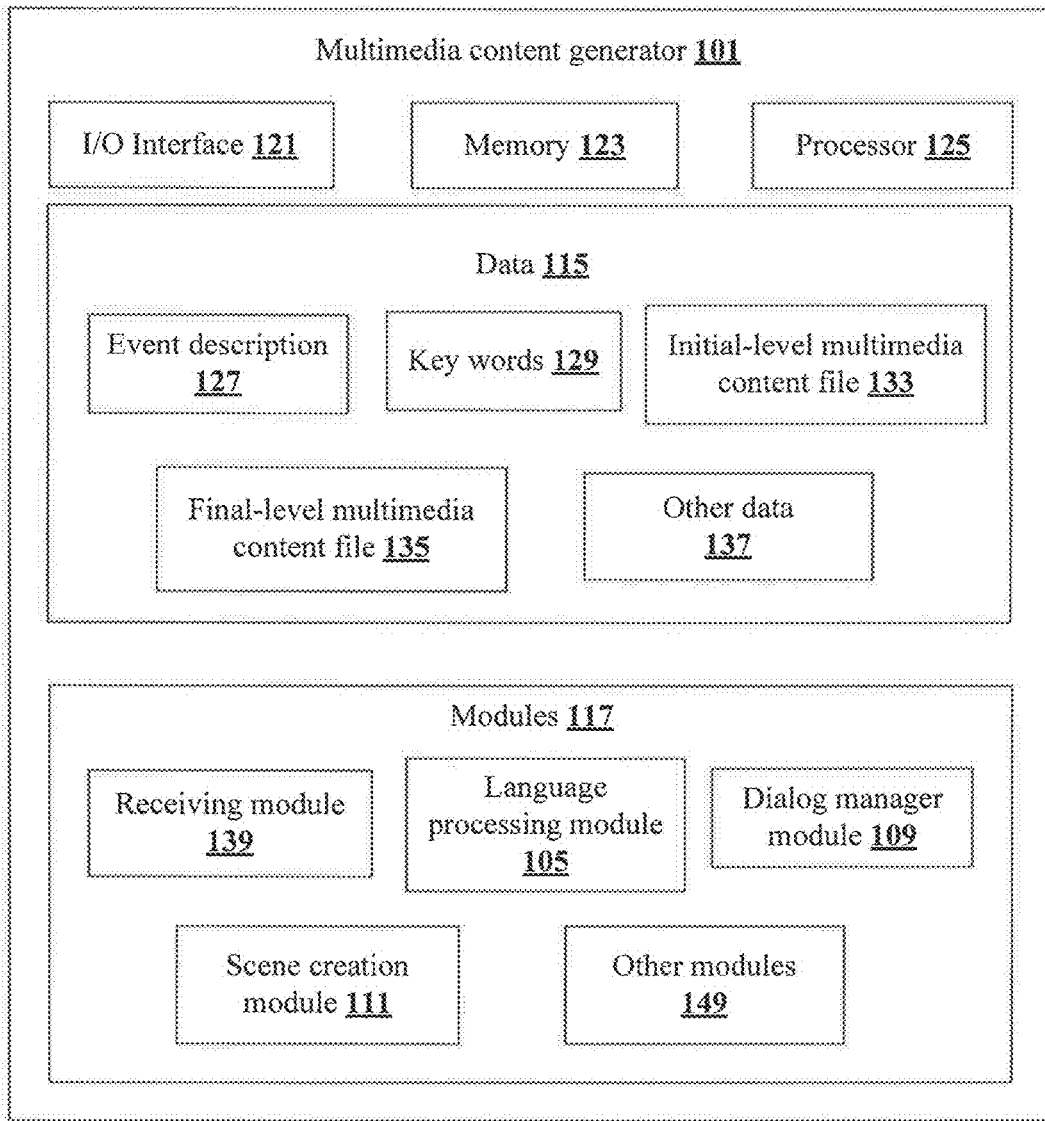 Multimedia content generator 101
I/O Interface 121
Memory 123
Processor 125
Data 115
Event description
127
Key words 129
Initial-level multimedia
content file 133
Final-level multimedia
content file 135
Other data
137
Modules 117
Receiving module
139
Language
processing module
105
Dialog manager
module 109
Scene creation
module 111
Other modules
149